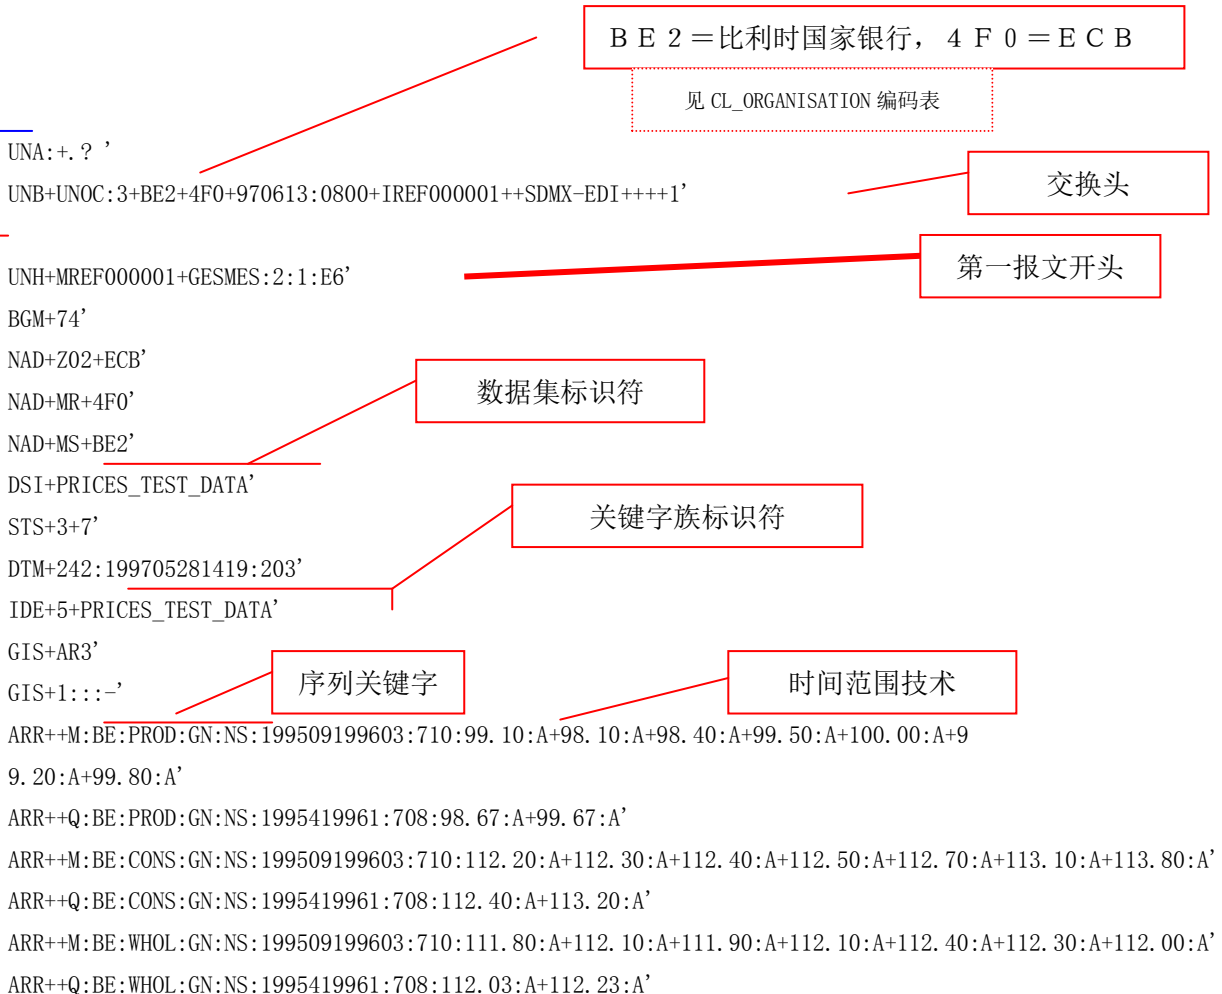 ＢＥ２＝比利时国家银行，４Ｆ０＝ＥＣＢ
见 CL_ORGANISATION 编码表
UNA:+.? ’
UNB+UNOC:3+BE2+4F0+970613:0800+IREF000001++SDMX-EDI++++1’
交换头
第一报文开头
UNH+MREF000001+GESMES:2:1:E6’
BGM+74’
NAD+Z02+ECB’
数据集标识符
NAD+MR+4F0’
NAD+MS+BE2’
DSI+PRICES_TEST_DATA’
关键字族标识符
STS+3+7’
DTM+242:199705281419:203’
IDE+5+PRICES_TEST_DATA’
GIS+AR3’
序列关键字
时间范围技术
GIS+1:::-’
ARR++M:BE:PROD:GN:NS:199509199603:710:99.10:A+98.10:A+98.40:A+99.50:A+100.00:A+9
9.20:A+99.80:A’
ARR++Q:BE:PROD:GN:NS:1995419961:708:98.67:A+99.67:A’
ARR++M:BE:CONS:GN:NS:199509199603:710:112.20:A+112.30:A+112.40:A+112.50:A+112.70:A+113.10:A+113.80:A’
ARR++Q:BE:CONS:GN:NS:1995419961:708:112.40:A+113.20:A’
ARR++M:BE:WHOL:GN:NS:199509199603:710:111.80:A+112.10:A+111.90:A+112.10:A+112.40:A+112.30:A+112.00:A’
ARR++Q:BE:WHOL:GN:NS:1995419961:708:112.03:A+112.23:A’